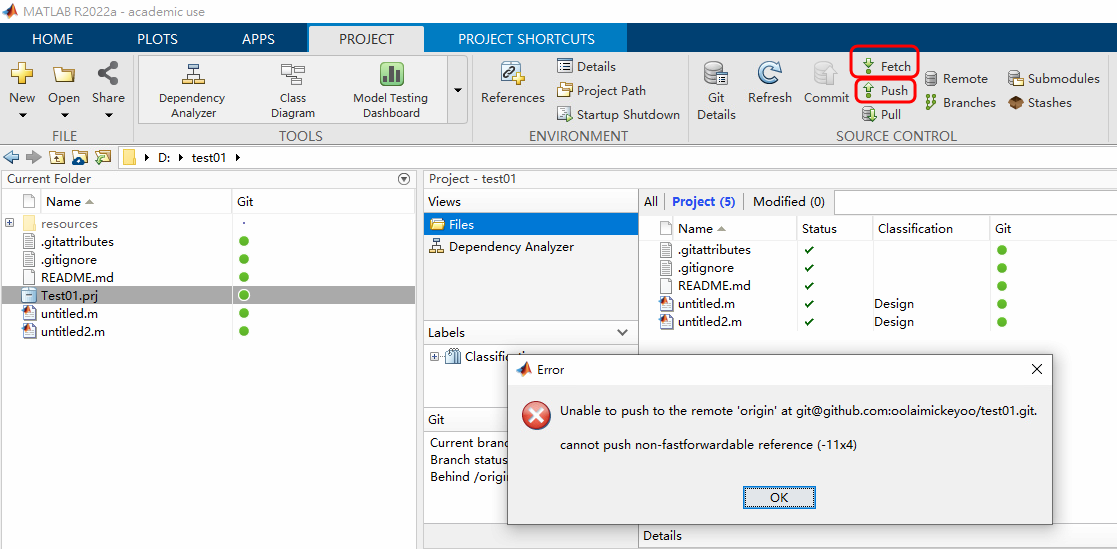 MATLAB R2022a - academic use
HOME PLOTS APPS PROJECT PROJECT SHORTCUTS
New Open Share
FILE
Dependency Analyzer
Class Diagram
Model Testing Dashboard
TOOLS
References
Details
Project Path
Startup Shutdown
ENVIRONMENT
Git Details
Refresh
Commit
Fetch
Push
Pull
Remote
Branches
Submodules
Stashes
SOURCE CONTROL
D: test01
Current Folder
Name Git
resources
.gitattributes
.gitignore
README.md
Test01.prj
untitled.m
untitled2.m
Project - test01
Views
Files
Dependency Analyzer
Labels
Git
Current
Branch status
Behind
All Project (5) Modified (0)
Name Status Classification Git
.gitattributes
.gitignore
README.md
untitled.m Design
untitled2.m Design
Error
Unable to push to the remote 'origin' at git@github.com:oolaimickeyoo/test01.git.
cannot push non-fastforwardable reference (-11x4)
OK
Details